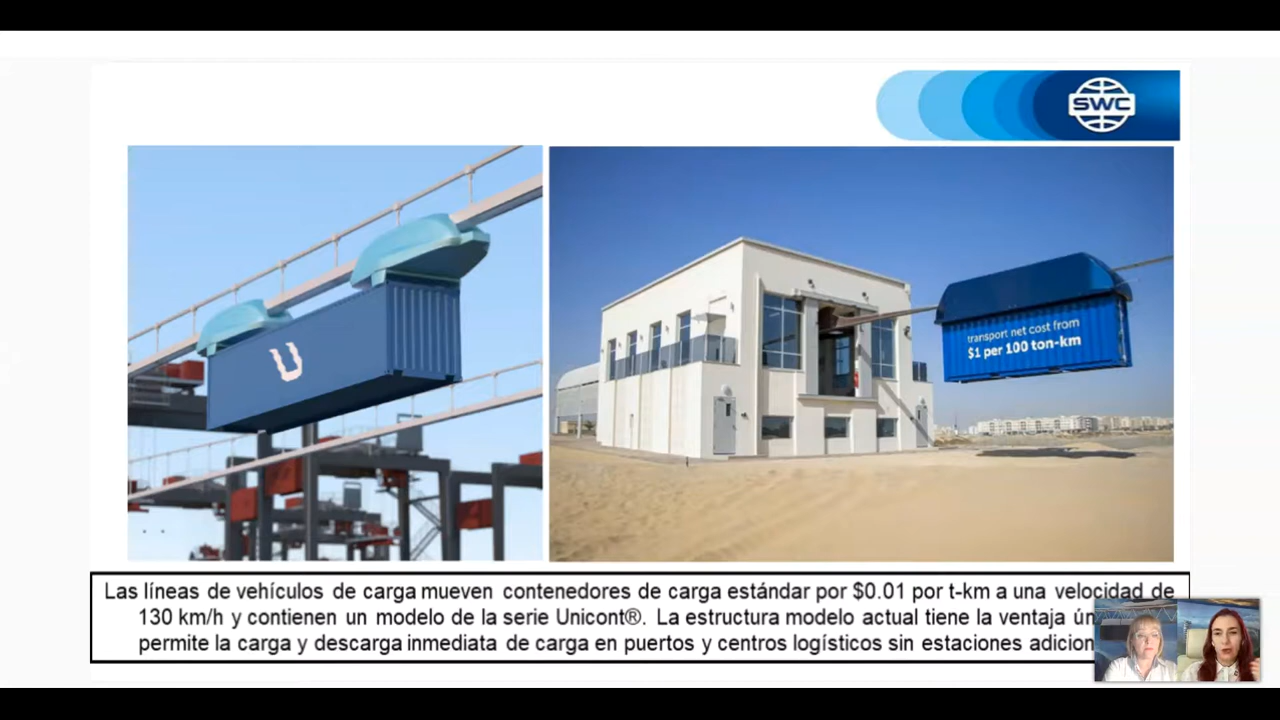 SWC
U
transport net cost from
$1 per 100 ton-km
Las líneas de vehículos de carga mueven contenedores de carga estándar por $0.01 por t-km a una velocidad de
130 km/h y contienen un modelo de la serie Unicont®. La estructura modelo actual tiene la ventaja
permite la carga y descarga inmediata de carga en puertos y centros logísticos sin estaciones